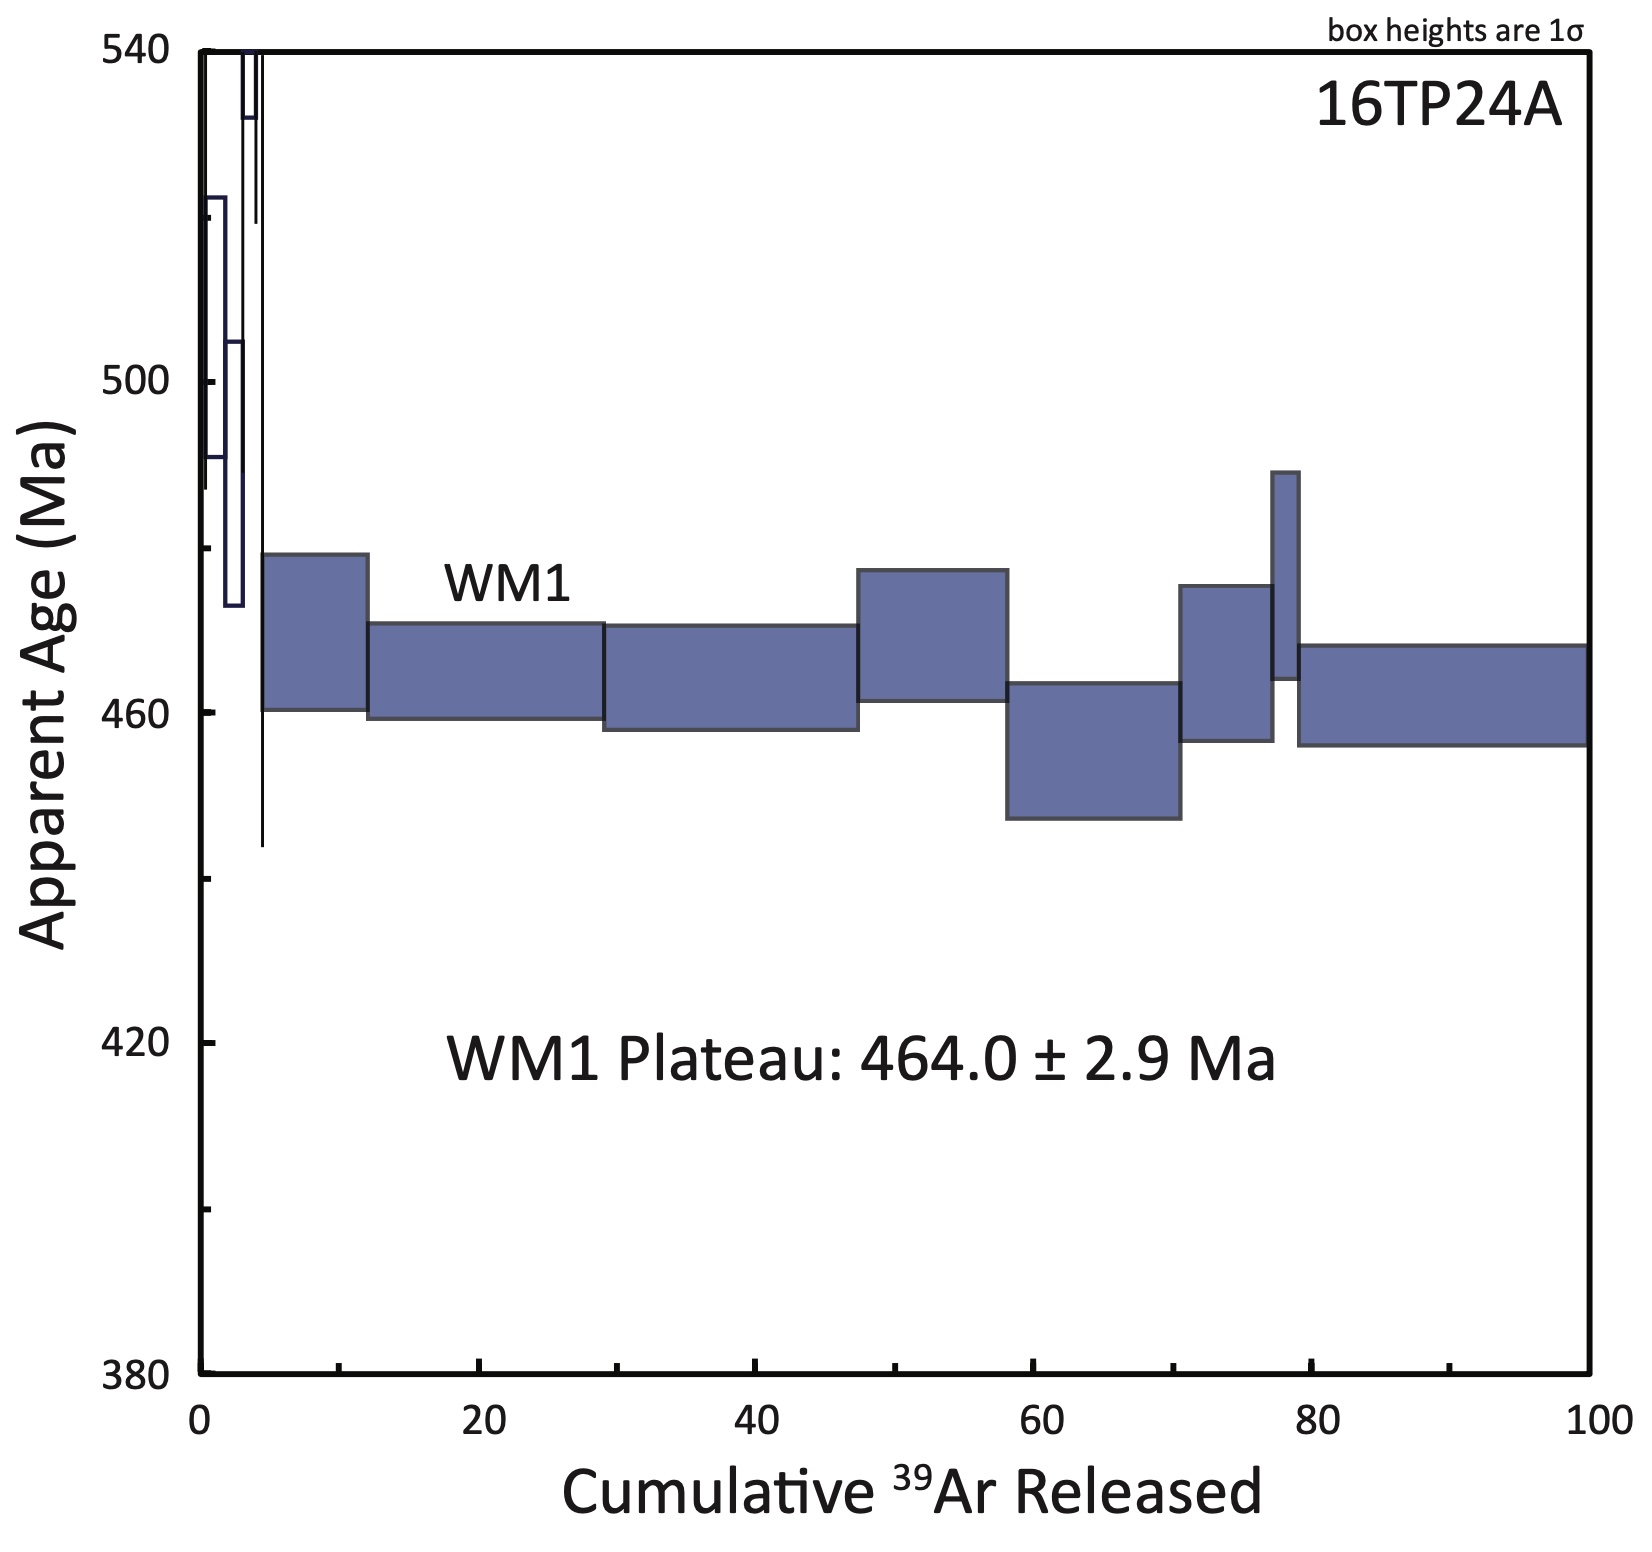 box heights are 1σ
16TP24A
540
500
460
420
380
Apparent Age (Ma)
WM1
WM1 Plateau: 464.0 ± 2.9 Ma
0 20 40 60 80 100
Cumulative ³⁹Ar Released